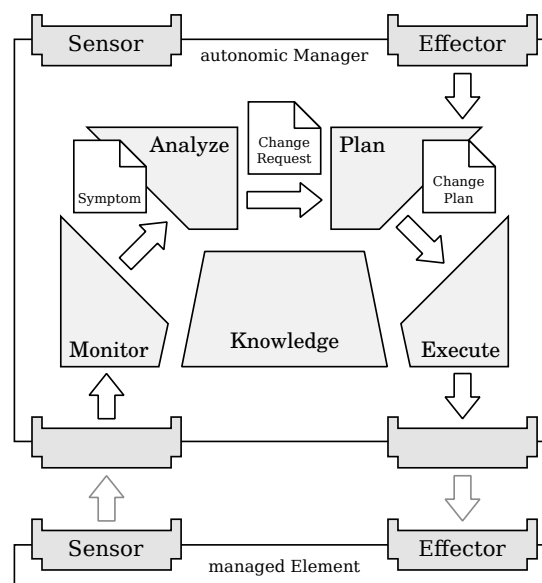 Sensor
autonomic Manager
Effector
Analyze
Change
Request
Plan
Symptom
Change
Plan
Monitor
Knowledge
Execute
Sensor
managed Element
Effector